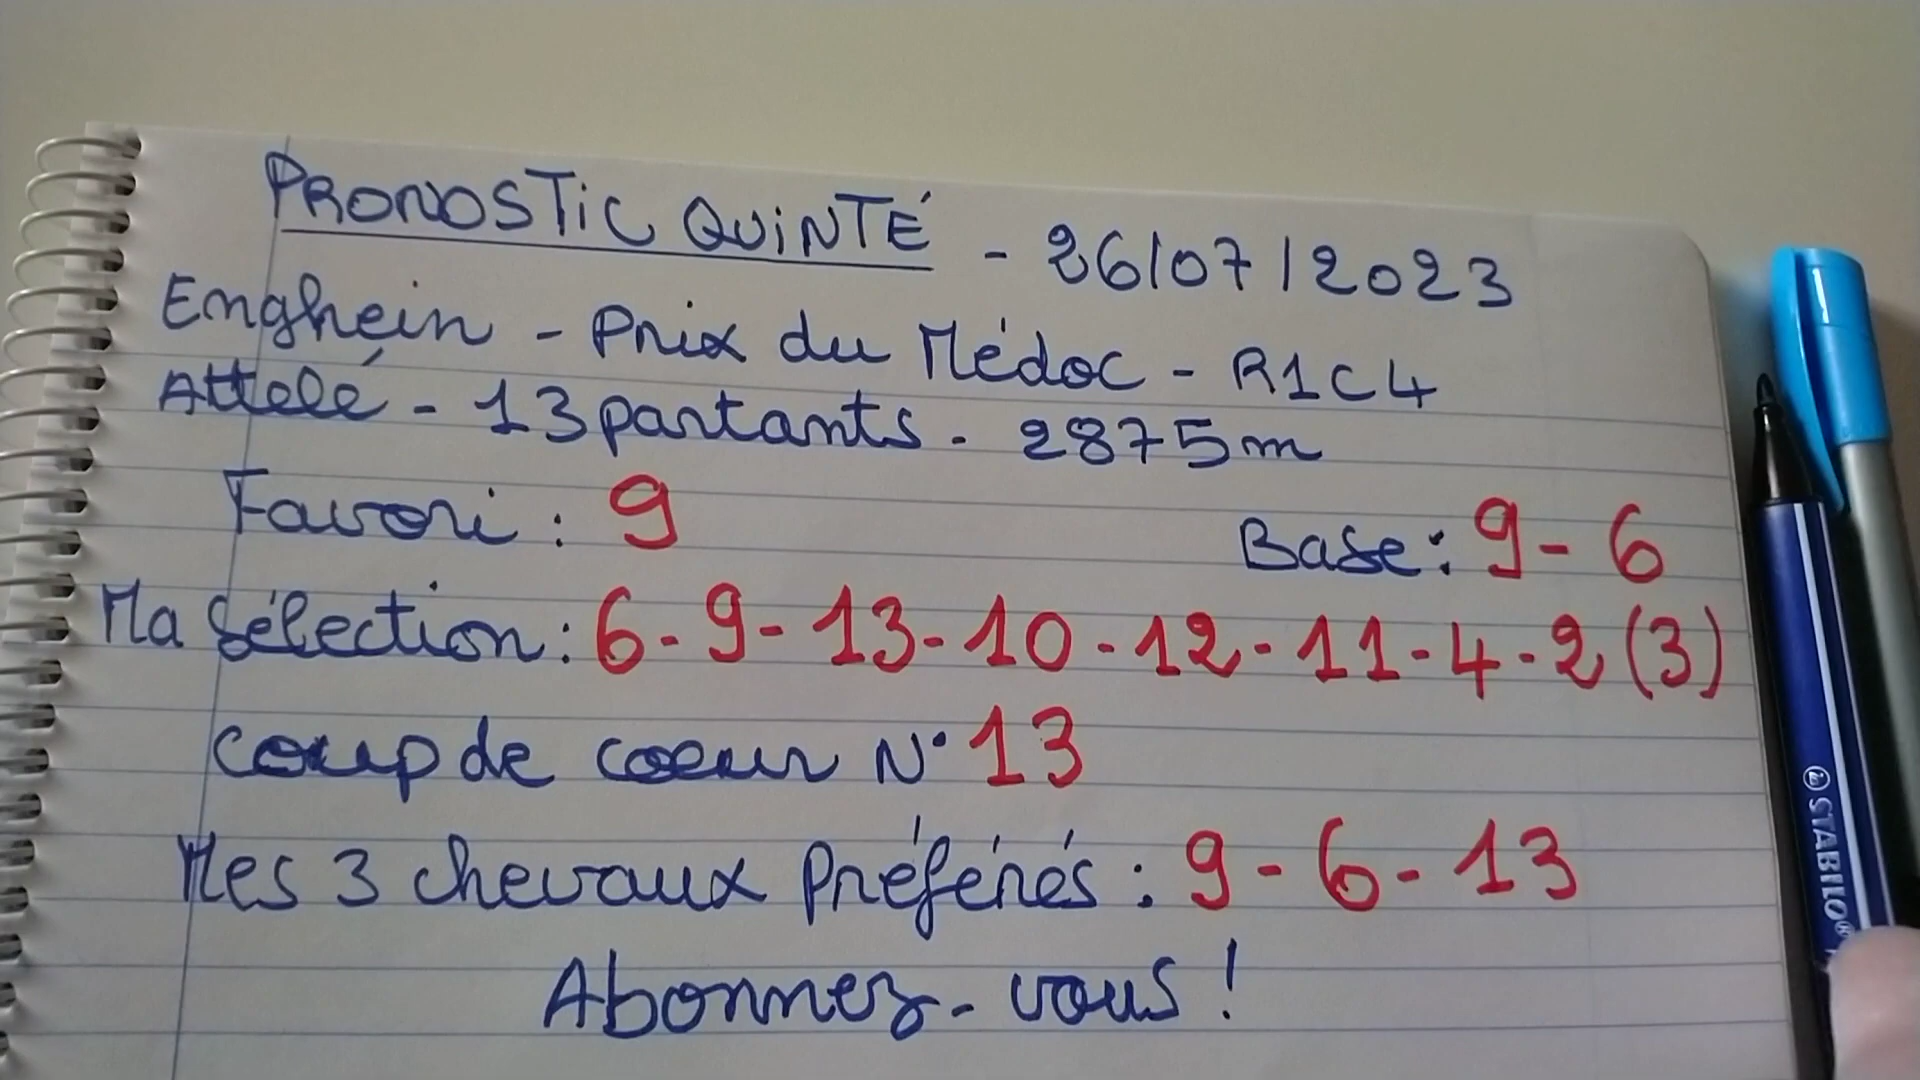 PRONOSTIC QUINTÉ - 26/07/2023
Enghein - Prix du Médoc - R1C4
Attelé - 13 partants - 2875m
Favori : 9 Base : 9 - 6
Ma Sélection : 6 - 9 - 13 - 10 - 12 - 11 - 4 - 2 (3)
coup de coeur N° 13
Mes 3 chevaux Préférés : 9 - 6 - 13
Abonnez-vous !
STABILO®